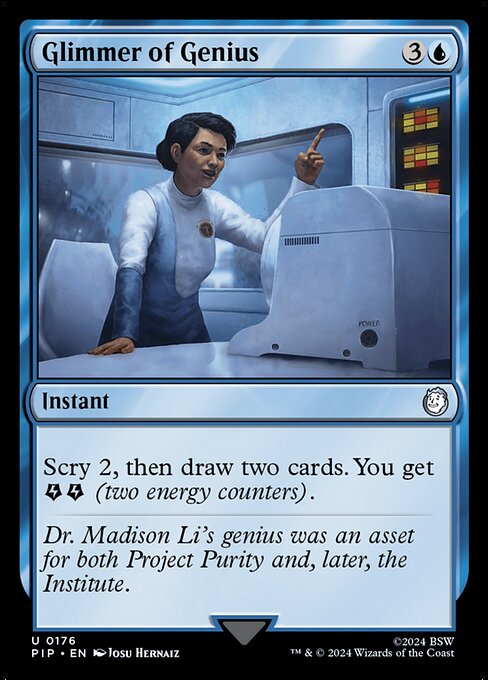 Glimmer of Genius 3
POWER
Instant
Scry 2, then draw two cards. You get
(two energy counters).
Dr. Madison Li's genius was an asset
for both Project Purity and, later, the
Institute.
U 0176
PIP • EN Josu Hernaiz
©2024 BSW
™ & © 2024 Wizards of the Coast